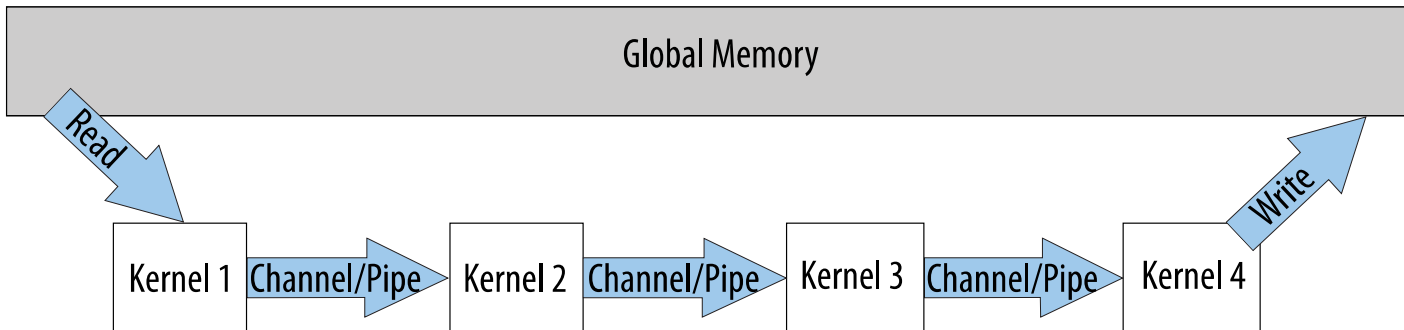 Global Memory
Read
Write
Kernel 1
Channel/Pipe
Kernel 2
Channel/Pipe
Kernel 3
Channel/Pipe
Kernel 4